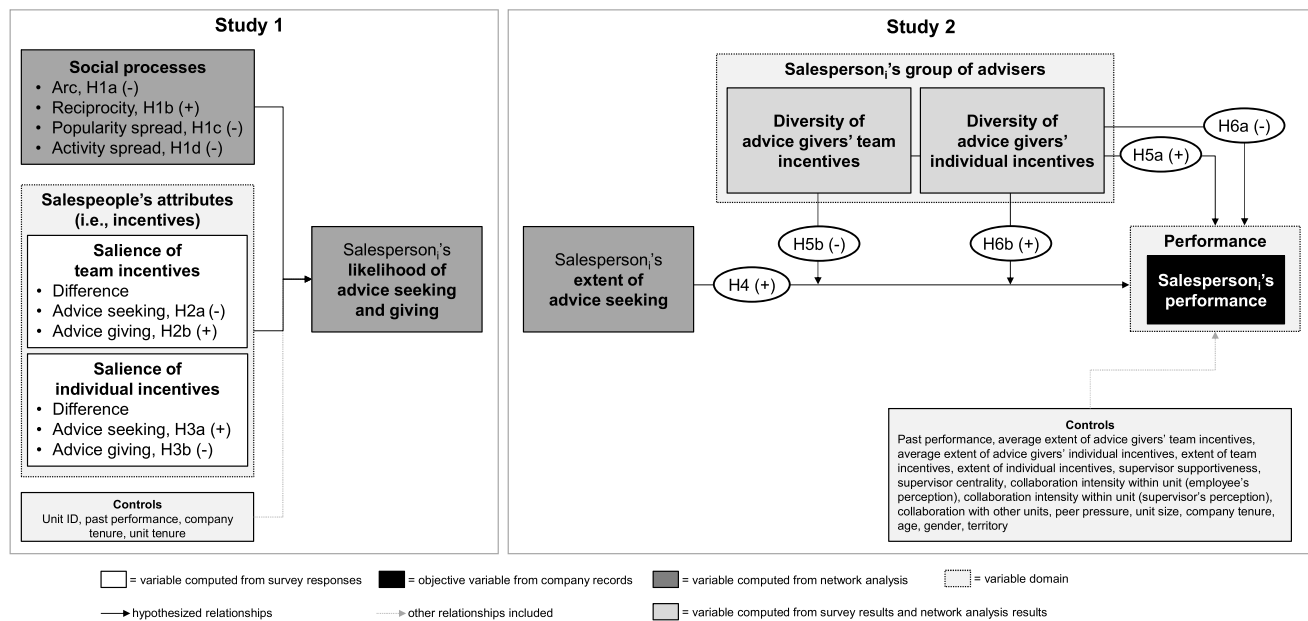 Study 1
Social processes
• Arc, H1a (-)
• Reciprocity, H1b (+)
• Popularity spread, H1c (-)
• Activity spread, H1d (-)
Salespeople's attributes
(i.e., incentives)
Salience of
team incentives
• Difference
• Advice seeking, H2a (-)
• Advice giving, H2b (+)
Salience of
individual incentives
• Difference
• Advice seeking, H3a (+)
• Advice giving, H3b (-)
Controls
Unit ID, past performance, company
tenure, unit tenure
Salespersoni's
likelihood of
advice seeking
and giving
Study 2
Salespersoni's group of advisers
Diversity of
advice givers' team
incentives
Diversity of
advice givers'
individual incentives
H6a (-)
H5a (+)
H5b (-)
H6b (+)
Salespersoni's
extent of
advice seeking
H4 (+)
Performance
Salespersoni's
performance
Controls
Past performance, average extent of advice givers' team incentives,
average extent of advice givers' individual incentives, extent of team
incentives, extent of individual incentives, supervisor supportiveness,
supervisor centrality, collaboration intensity within unit (employee's
perception), collaboration intensity within unit (supervisor's perception),
collaboration with other units, peer pressure, unit size, company tenure,
age, gender, territory
= variable computed from survey responses
= objective variable from company records
= variable computed from network analysis
= variable domain
hypothesized relationships
other relationships included
= variable computed from survey results and network analysis results